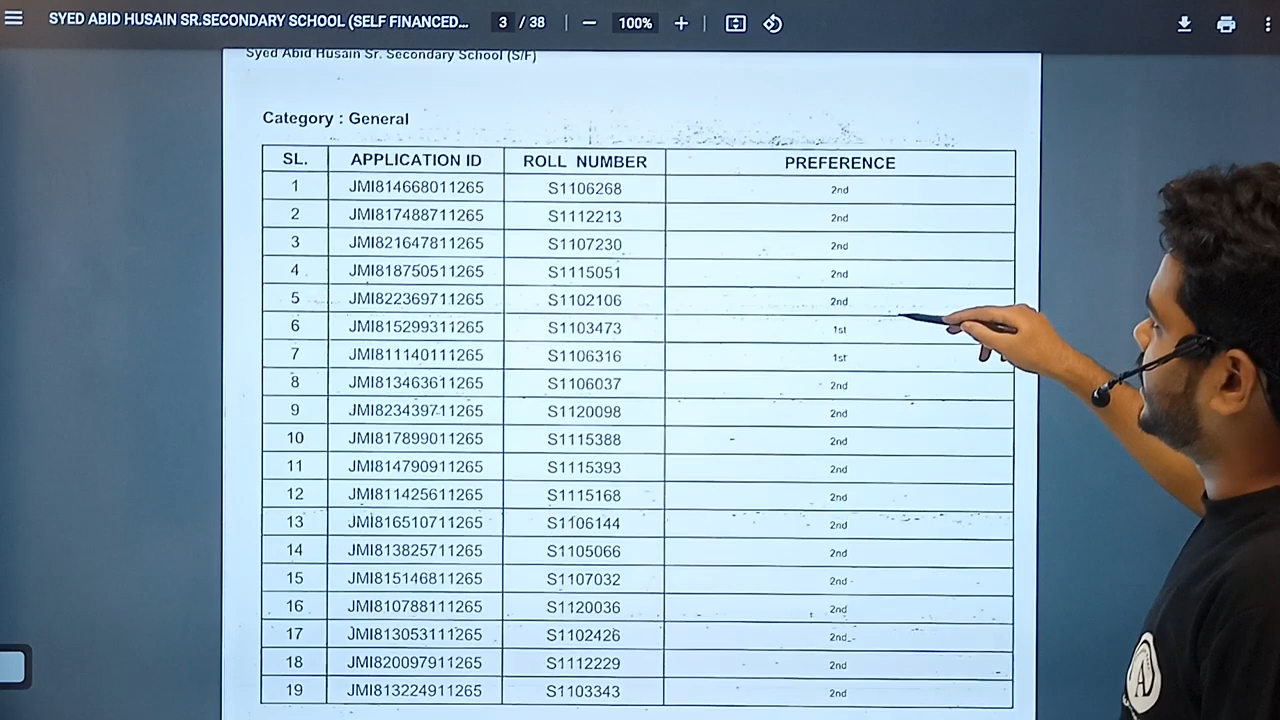 SYED ABID HUSAIN SR.SECONDARY SCHOOL (SELF FINANCED... 3 / 38 100%
Syed Abid Husain Sr. Secondary School (S/F)
Category : General
SL. APPLICATION ID ROLL NUMBER PREFERENCE
1 JMI814668011265 S1106268 2nd
2 JMI817488711265 S1112213 2nd
3 JMI821647811265 S1107230 2nd
4 JMI818750511265 S1115051 2nd
5 JMI822369711265 S1102106 2nd
6 JMI815299311265 S1103473 1st
7 JMI811140111265 S1106316 1st
8 JMI813463611265 S1106037 2nd
9 JMI823439711265 S1120098 2nd
10 JMI817899011265 S1115388 2nd
11 JMI814790911265 S1115393 2nd
12 JMI811425611265 S1115168 2nd
13 JMI816510711265 S1106144 2nd
14 JMI813825711265 S1105066 2nd
15 JMI815146811265 S1107032 2nd
16 JMI810788111265 S1120036 2nd
17 JMI813053111265 S1102426 2nd
18 JMI820097911265 S1112229 2nd
19 JMI813224911265 S1103343 2nd
A